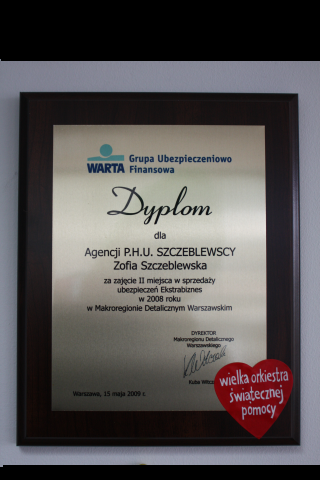 WARTA
Grupa Ubezpieczeniowo
Finansowa
Dyplom
dla
Agencji P.H.U. SZCZEBLEWSCY
Zofia Szczeblewska
za zajęcie II miejsca w sprzedaży
ubezpieczeń Ekstrabiznes
w 2008 roku
w Makroregionie Detalicznym Warszawskim
DYREKTOR
Makroregionu Detalicznego
Warszawskiego
Kuba
Warszawa, 15 maja 2009 r.
wielka orkiestra
świątecznej
pomocy